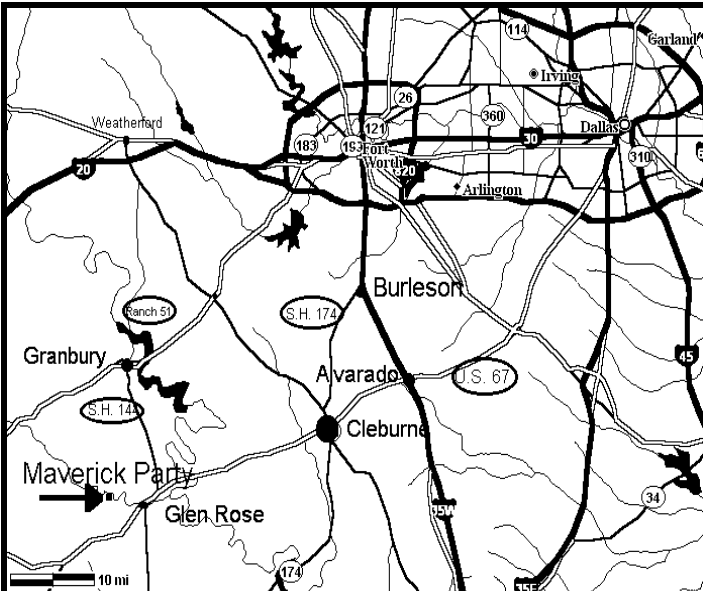 114
Garland
Irving
26
360
Weatherford
121
Dallas
183
30
193
Fort
Worth
310
20
820
Arlington
Burleson
Ranch 51
S.H. 174
Granbury
45
Alvarado
U.S. 67
S.H. 144
Cleburne
Maverick Party
34
Glen Rose
35W
174
10 mi
35E